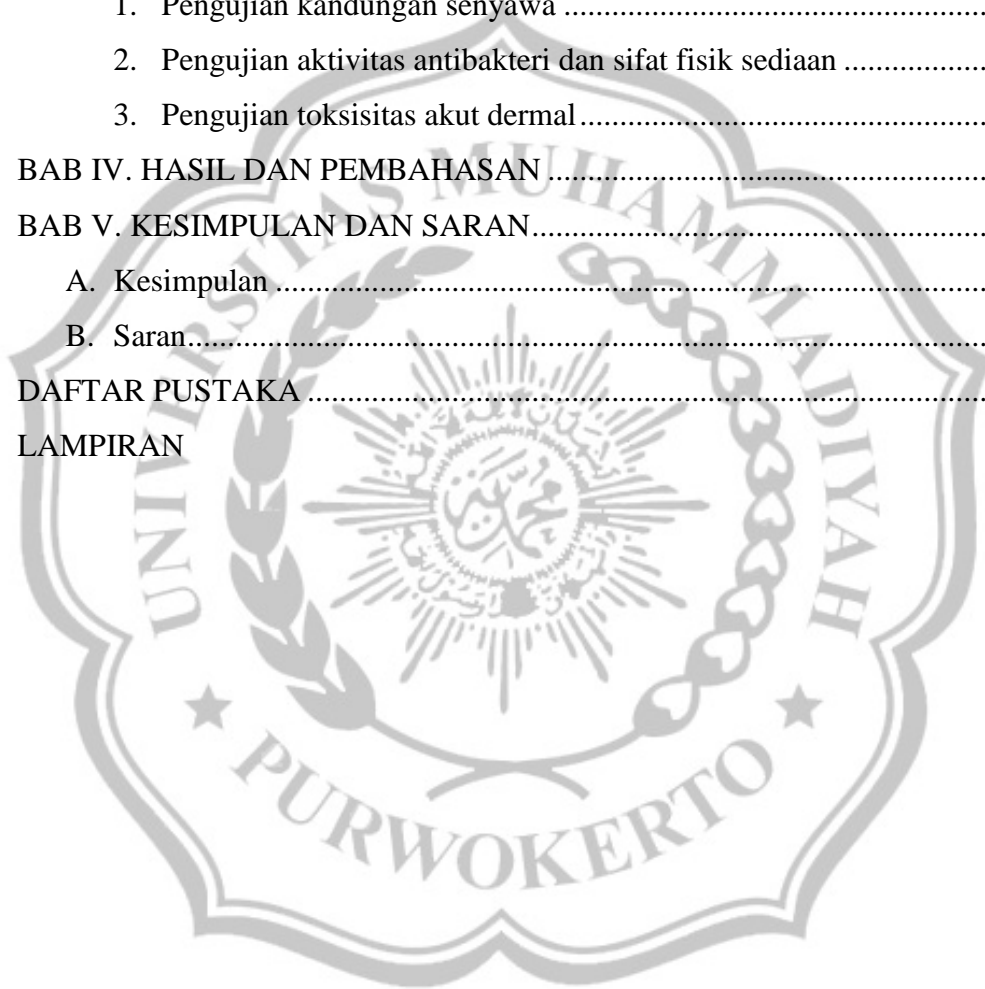 1. Pengujian kandungan senyawa ......................................................
2. Pengujian aktivitas antibakteri dan sifat fisik sediaan ..................
3. Pengujian toksisitas akut dermal ....................................................
BAB IV. HASIL DAN PEMBAHASAN ........................................................
BAB V. KESIMPULAN DAN SARAN..........................................................
A. Kesimpulan ..........................................................................................
B. Saran.....................................................................................................
DAFTAR PUSTAKA ......................................................................................
LAMPIRAN
UNIVERSITAS MUHAMMADIYAH
PURWOKERTO